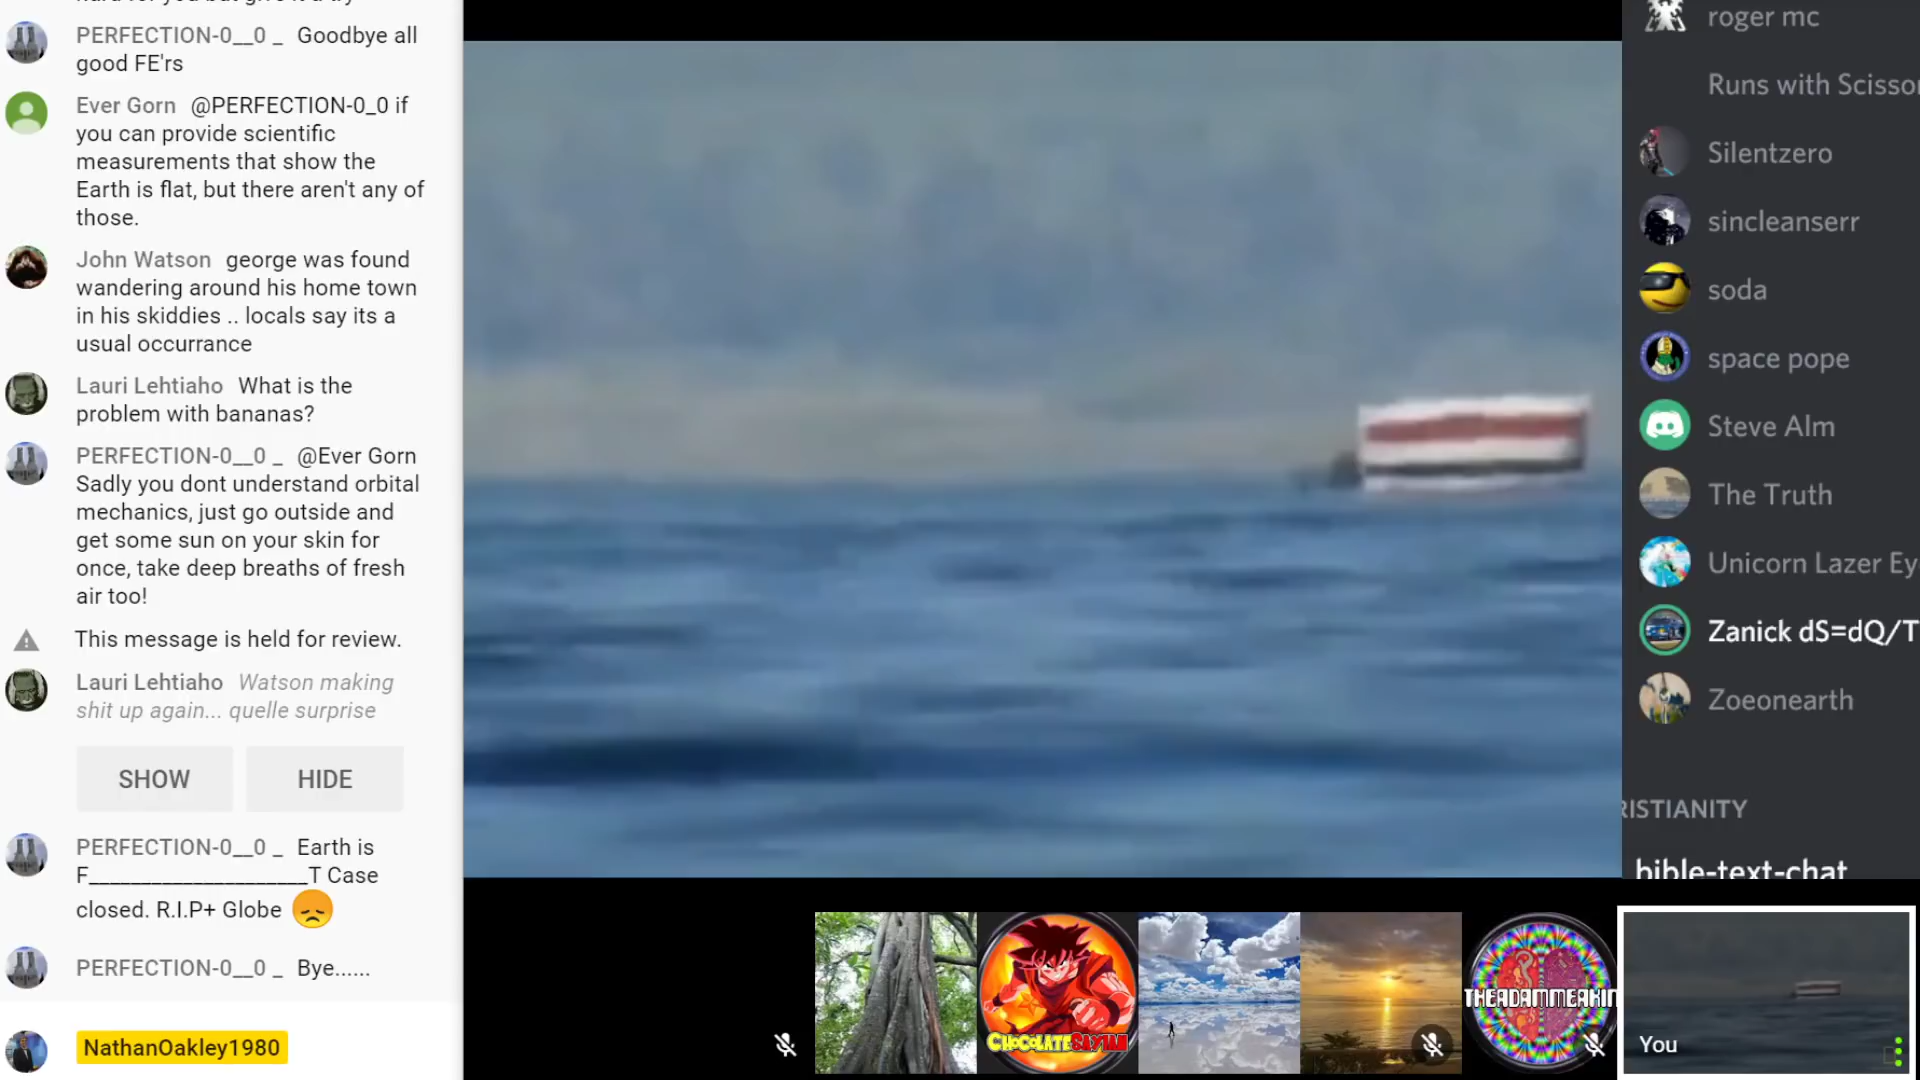 PERFECTION-0__0 _ Goodbye all
good FE'rs
Ever Gorn @PERFECTION-0_0 if
you can provide scientific
measurements that show the
Earth is flat, but there aren't any of
those.
John Watson george was found
wandering around his home town
in his skiddies .. locals say its a
usual occurrance
Lauri Lehtiaho What is the
problem with bananas?
PERFECTION-0__0 _ @Ever Gorn
Sadly you dont understand orbital
mechanics, just go outside and
get some sun on your skin for
once, take deep breaths of fresh
air too!
This message is held for review.
Lauri Lehtiaho Watson making
shit up again... quelle surprise
SHOW HIDE
PERFECTION-0__0 _ Earth is
F_____________________T Case
closed. R.I.P+ Globe
PERFECTION-0__0 _ Bye......
NathanOakley1980
roger mc
Runs with Scisso
Silentzero
sincleanserr
soda
space pope
Steve Alm
The Truth
Unicorn Lazer Ey
Zanick dS=dQ/T
Zoeonearth
RISTIANITY
bible-text-chat
CHOCOLATESAYIAN
THEADAMMEAKIN
You